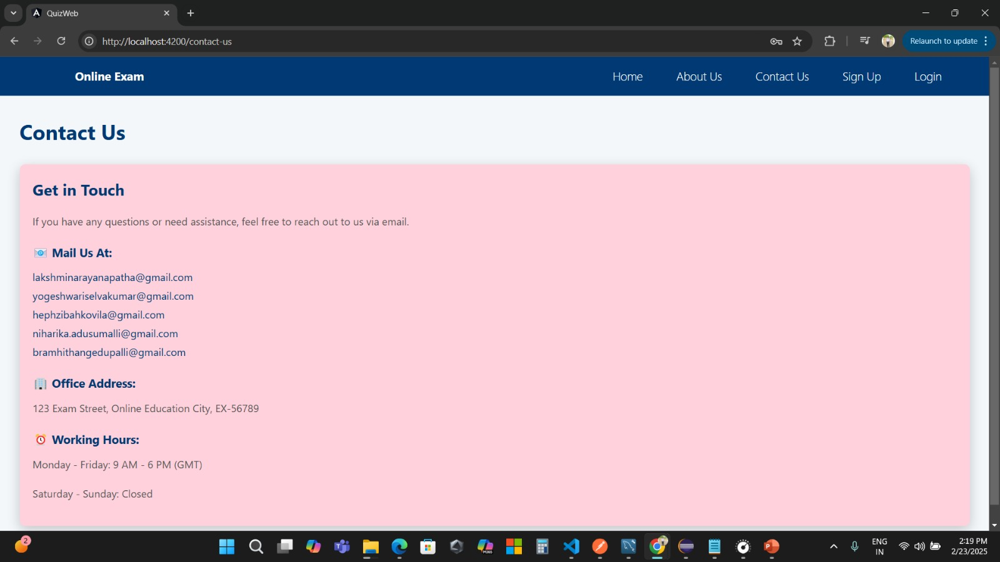 QuizWeb
http://localhost:4200/contact-us
Relaunch to update
Online Exam
Home
About Us
Contact Us
Sign Up
Login
Contact Us
Get in Touch
If you have any questions or need assistance, feel free to reach out to us via email.
Mail Us At:
lakshminarayanapatha@gmail.com
yogeshwariselvakumar@gmail.com
hephzibahkovila@gmail.com
niharika.adusumalli@gmail.com
bramhithangedupalli@gmail.com
Office Address:
123 Exam Street, Online Education City, EX-56789
Working Hours:
Monday - Friday: 9 AM - 6 PM (GMT)
Saturday - Sunday: Closed
2
M365
ENG
IN
2:19 PM
2/23/2025